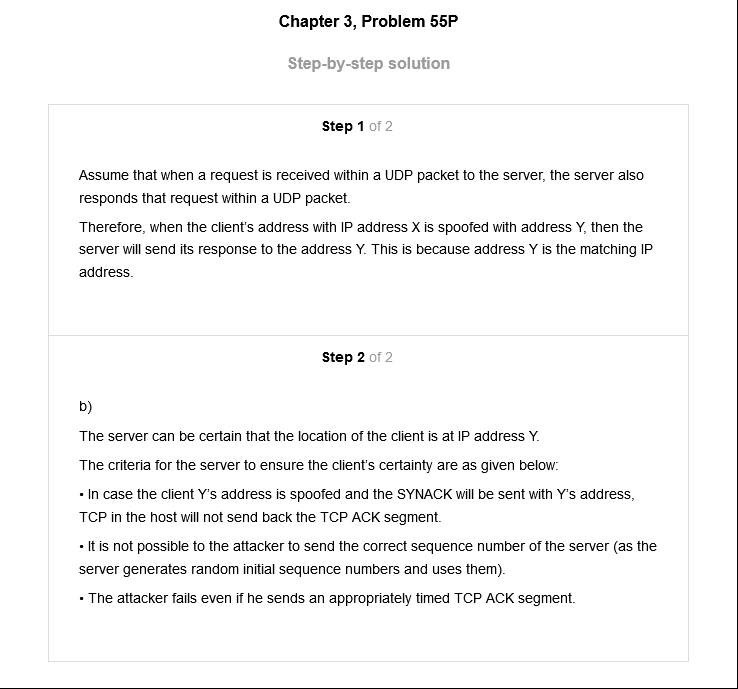 Chapter 3, Problem 55P
Step-by-step solution
Step 1 of 2
Assume that when a request is received within a UDP packet to the server, the server also
responds that request within a UDP packet.
Therefore, when the client's address with IP address X is spoofed with address Y, then the
server will send its response to the address Y. This is because address Y is the matching IP
address.
Step 2 of 2
b)
The server can be certain that the location of the client is at IP address Y.
The criteria for the server to ensure the client's certainty are as given below:
• In case the client Y's address is spoofed and the SYNACK will be sent with Y's address,
TCP in the host will not send back the TCP ACK segment.
• It is not possible to the attacker to send the correct sequence number of the server (as the
server generates random initial sequence numbers and uses them).
• The attacker fails even if he sends an appropriately timed TCP ACK segment.